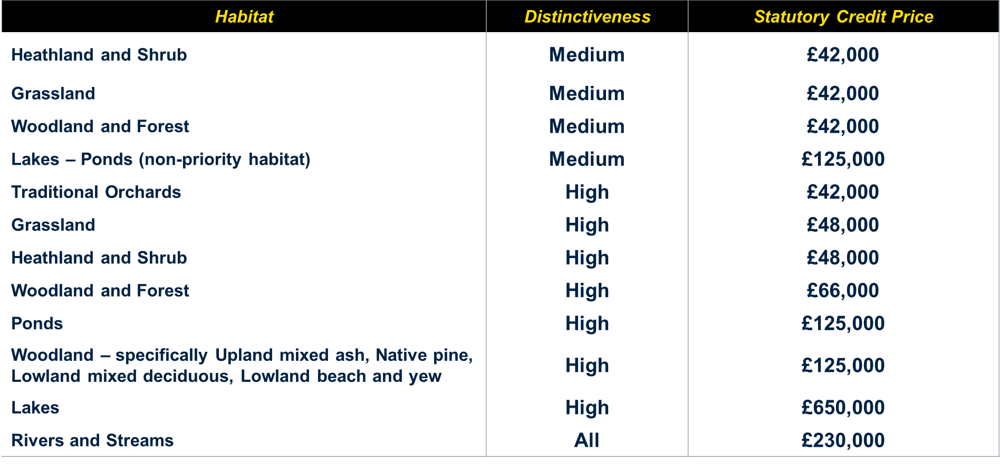 Habitat Distinctiveness Statutory Credit Price
Heathland and Shrub Medium £42,000
Grassland Medium £42,000
Woodland and Forest Medium £42,000
Lakes – Ponds (non-priority habitat) Medium £125,000
Traditional Orchards High £42,000
Grassland High £48,000
Heathland and Shrub High £48,000
Woodland and Forest High £66,000
Ponds High £125,000
Woodland – specifically Upland mixed ash, Native pine,
Lowland mixed deciduous, Lowland beach and yew High £125,000
Lakes High £650,000
Rivers and Streams All £230,000